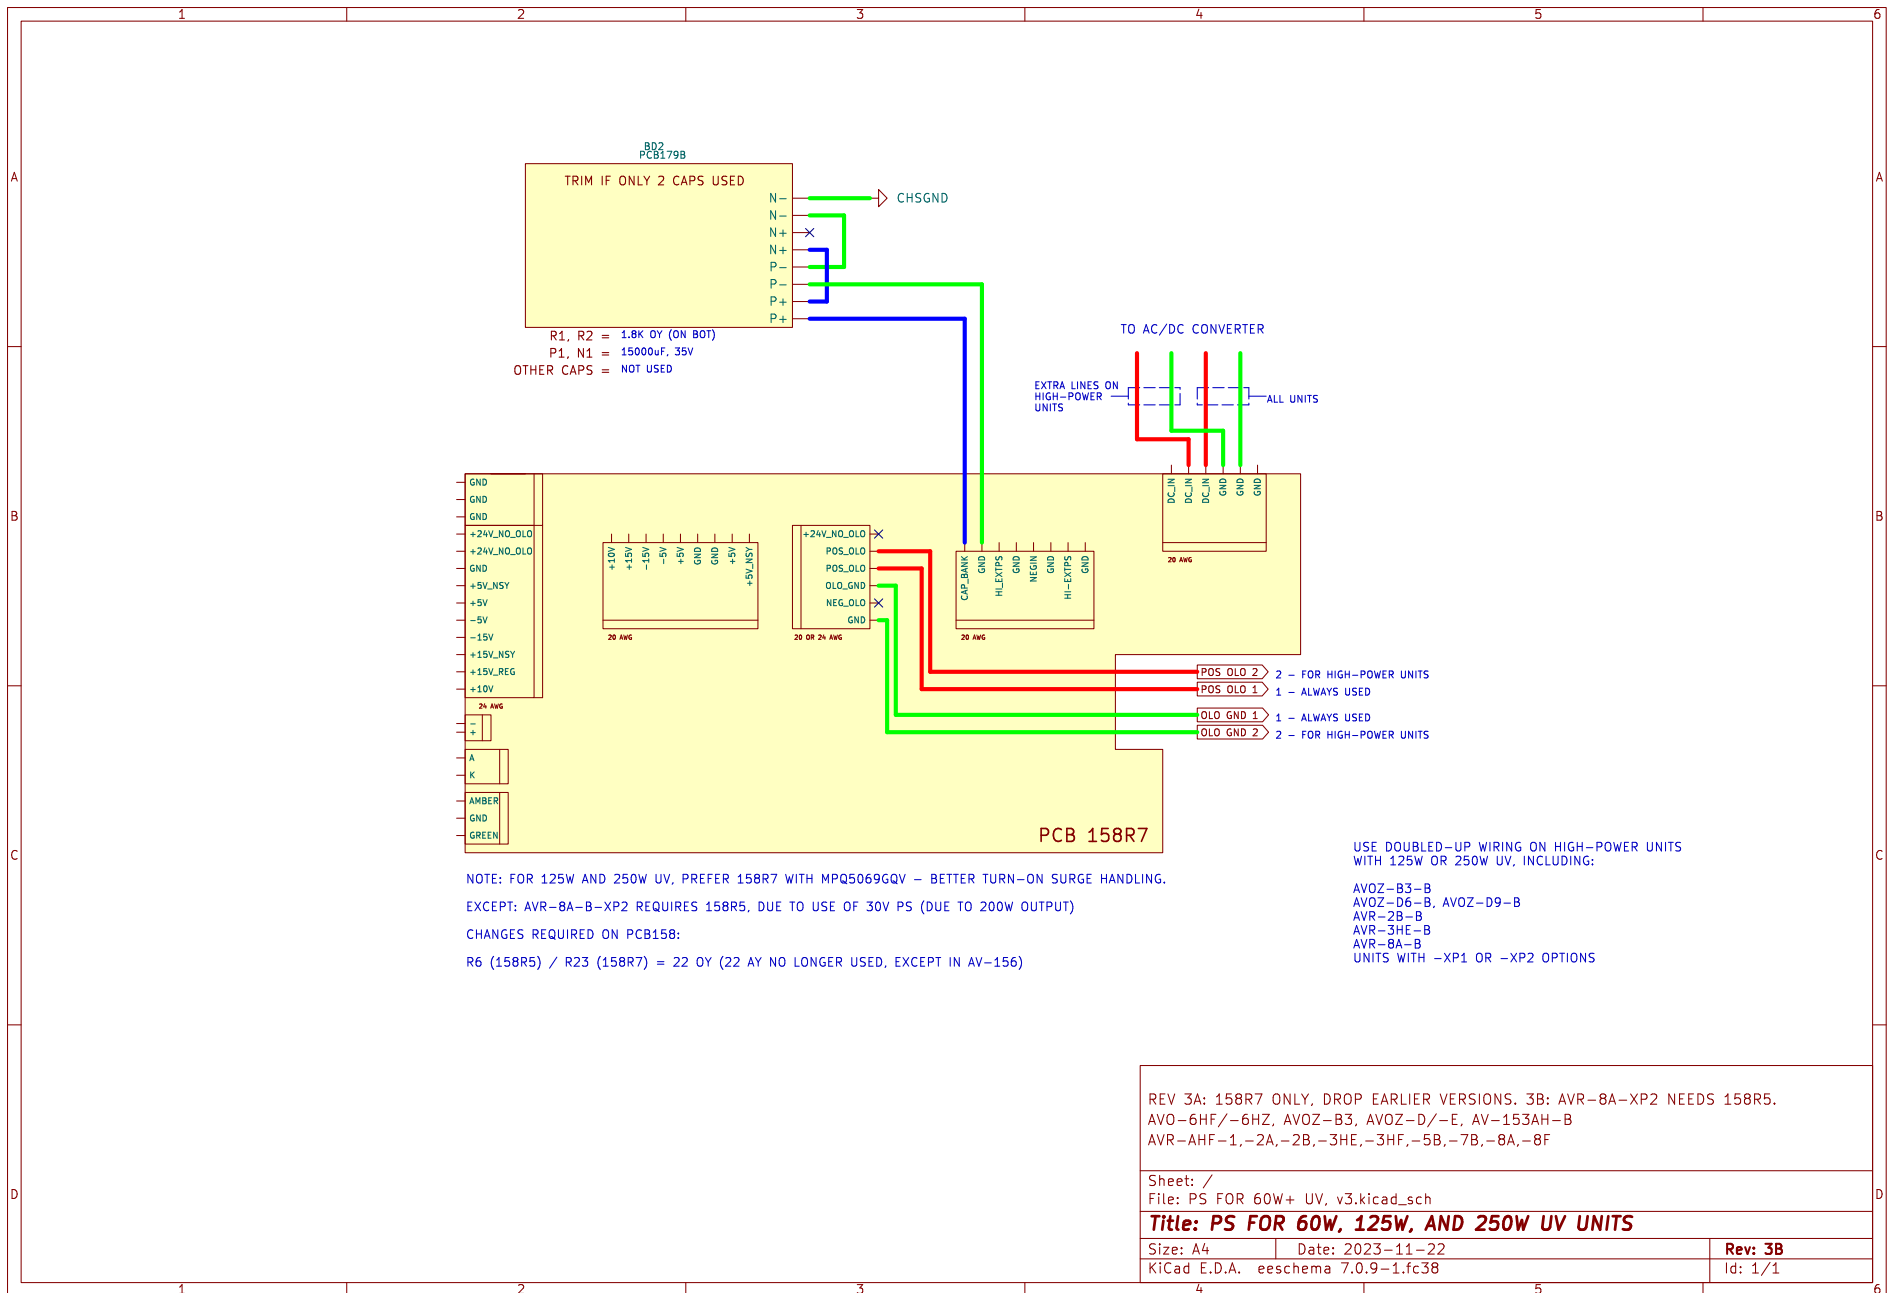 1 2 3 4 5 6
A A
B B
C C
D D
BD2
PCB179B
TRIM IF ONLY 2 CAPS USED
N-
N-
N+
N+
P-
P-
P+
P+
CHSGND
R1, R2 = 1.8K OY (ON BOT)
P1, N1 = 15000uF, 35V
OTHER CAPS = NOT USED
TO AC/DC CONVERTER
EXTRA LINES ON
HIGH-POWER
UNITS
ALL UNITS
DC_IN
DC_IN
DC_IN
GND
GND
GND
20 AWG
GND
GND
GND
+24V_NO_OLO
+24V_NO_OLO
GND
+5V_NSY
+5V
-5V
-15V
+15V_NSY
+15V_REG
+10V
24 AWG
-
+
A
K
AMBER
GND
GREEN
+10V
+15V
-15V
-5V
+5V
GND
GND
+5V
+5V_NSY
20 AWG
+24V_NO_OLO
POS_OLO
POS_OLO
OLO_GND
NEG_OLO
GND
20 OR 24 AWG
CAP_BANK
GND
HI_EXTPS
GND
NEGIN
GND
HI-EXTPS
GND
20 AWG
POS OLO 2 2 - FOR HIGH-POWER UNITS
POS OLO 1 1 - ALWAYS USED
OLO GND 1 1 - ALWAYS USED
OLO GND 2 2 - FOR HIGH-POWER UNITS
PCB 158R7
NOTE: FOR 125W AND 250W UV, PREFER 158R7 WITH MPQ5069GQV - BETTER TURN-ON SURGE HANDLING.
EXCEPT: AVR-8A-B-XP2 REQUIRES 158R5, DUE TO USE OF 30V PS (DUE TO 200W OUTPUT)
CHANGES REQUIRED ON PCB158:
R6 (158R5) / R23 (158R7) = 22 OY (22 AY NO LONGER USED, EXCEPT IN AV-156)
USE DOUBLED-UP WIRING ON HIGH-POWER UNITS
WITH 125W OR 250W UV, INCLUDING:
AVOZ-B3-B
AVOZ-D6-B, AVOZ-D9-B
AVR-2B-B
AVR-3HE-B
AVR-8A-B
UNITS WITH -XP1 OR -XP2 OPTIONS
REV 3A: 158R7 ONLY, DROP EARLIER VERSIONS. 3B: AVR-8A-XP2 NEEDS 158R5.
AVO-6HF/-6HZ, AVOZ-B3, AVOZ-D/-E, AV-153AH-B
AVR-AHF-1,-2A,-2B,-3HE,-3HF,-5B,-7B,-8A,-8F
Sheet: /
File: PS FOR 60W+ UV, v3.kicad_sch
Title: PS FOR 60W, 125W, AND 250W UV UNITS
Size: A4 Date: 2023-11-22 Rev: 3B
KiCad E.D.A. eeschema 7.0.9-1.fc38 Id: 1/1
1 2 3 4 5 6